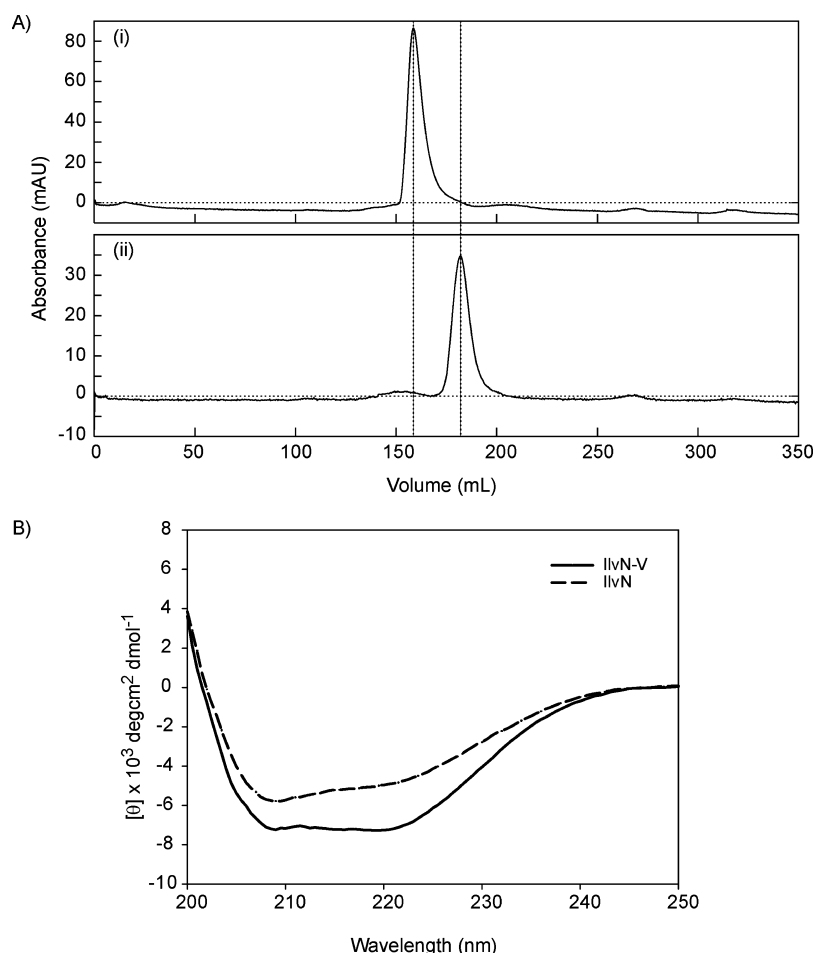 A)
(i)
80
60
40
20
0
Absorbance (mAU)
(ii)
30
20
10
0
-10
0 50 100 150 200 250 300 350
Volume (mL)
B)
8
6
4
2
0
-2
-4
-6
-8
-10
[θ] x 10³ degcm² dmol⁻¹
IlvN-V
IlvN
200 210 220 230 240 250
Wavelength (nm)